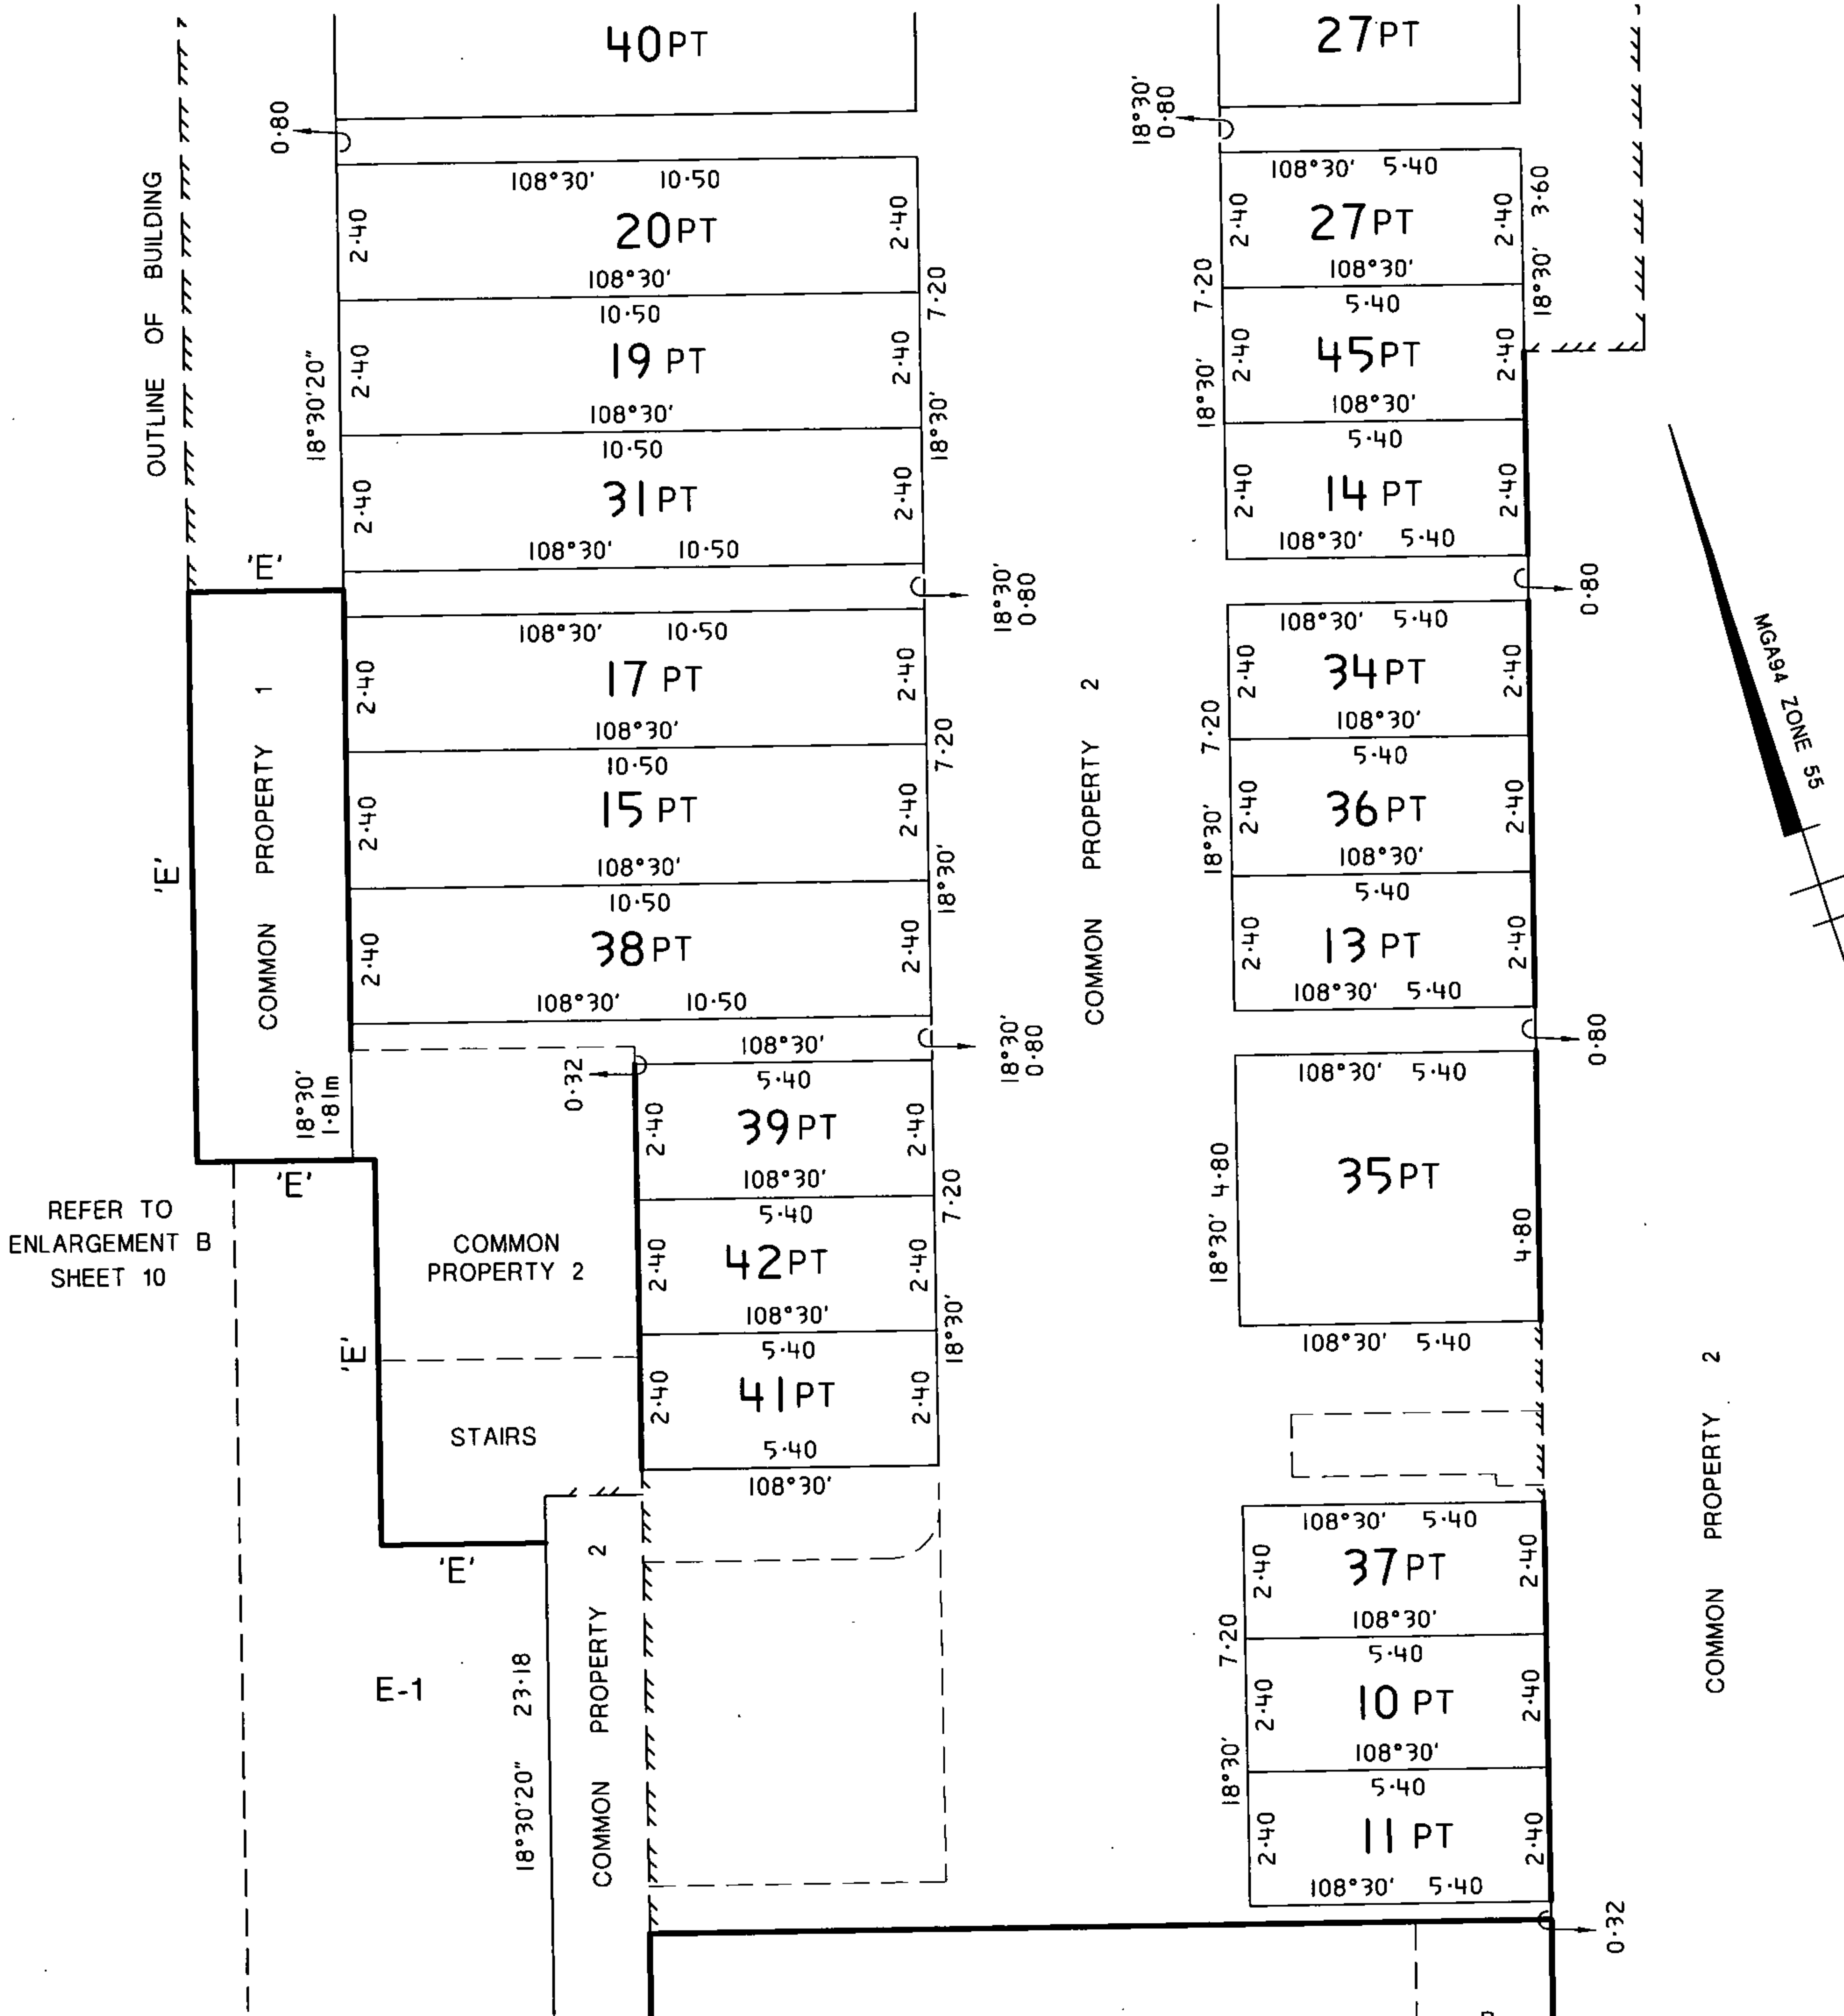 40PT
27PT
0·80
18°30'
0·80
OUTLINE OF BUILDING
108°30' 10·50
2·40
20PT
2·40
108°30'
7·20
10·50
2·40
19 PT
2·40
108°30'
18°30'20"
18°30'
10·50
2·40
31PT
2·40
108°30' 10·50
108°30' 5·40
2·40
27PT
2·40
3·60
18°30'
108°30'
7·20
5·40
2·40
45PT
2·40
18°30'
108°30'
5·40
2·40
14 PT
2·40
108°30' 5·40
'E'
18°30'
0·80
0·80
MGA94 ZONE 55
COMMON PROPERTY 1
'E'
108°30' 10·50
2·40
17 PT
2·40
108°30'
7·20
10·50
2·40
15 PT
2·40
108°30'
18°30'
10·50
2·40
38PT
2·40
108°30' 10·50
COMMON PROPERTY 2
108°30' 5·40
2·40
34PT
2·40
108°30'
7·20
5·40
2·40
36PT
2·40
18°30'
108°30'
5·40
2·40
13 PT
2·40
108°30' 5·40
18°30'
0·80
0·80
18°30'
1·81m
0·32
108°30'
5·40
2·40
39PT
2·40
108°30'
7·20
5·40
2·40
42PT
2·40
108°30'
18°30'
5·40
2·40
41PT
2·40
5·40
108°30'
108°30' 5·40
18°30' 4·80
35PT
4·80
108°30' 5·40
'E'
REFER TO
ENLARGEMENT B
SHEET 10
COMMON
PROPERTY 2
'E'
STAIRS
'E'
COMMON PROPERTY 2
E-1
18°30'20" 23·18
COMMON PROPERTY 2
108°30' 5·40
2·40
37PT
2·40
108°30'
7·20
5·40
2·40
10 PT
2·40
108°30'
18°30'
5·40
2·40
11 PT
2·40
108°30' 5·40
0·32